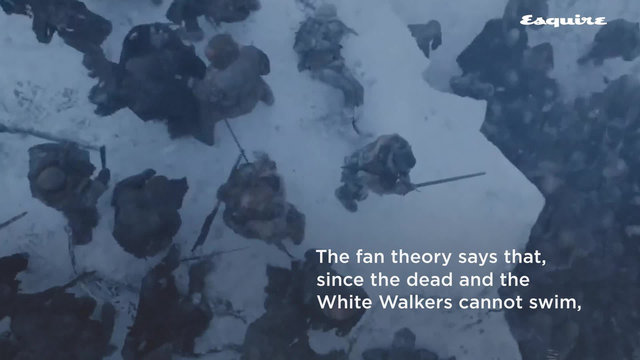 Esquire
The fan theory says that,
since the dead and the
White Walkers cannot swim,